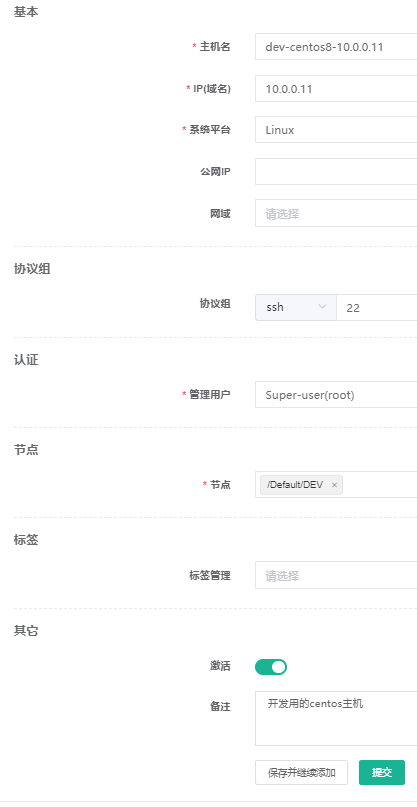 基本
* 主机名 dev-centos8-10.0.0.11
* IP(域名) 10.0.0.11
* 系统平台 Linux
公网IP
网域 请选择
协议组
协议组 ssh 22
认证
* 管理用户 Super-user(root)
节点
* 节点 /Default/DEV ×
标签
标签管理 请选择
其它
激活
备注 开发用的centos主机
保存并继续添加 提交